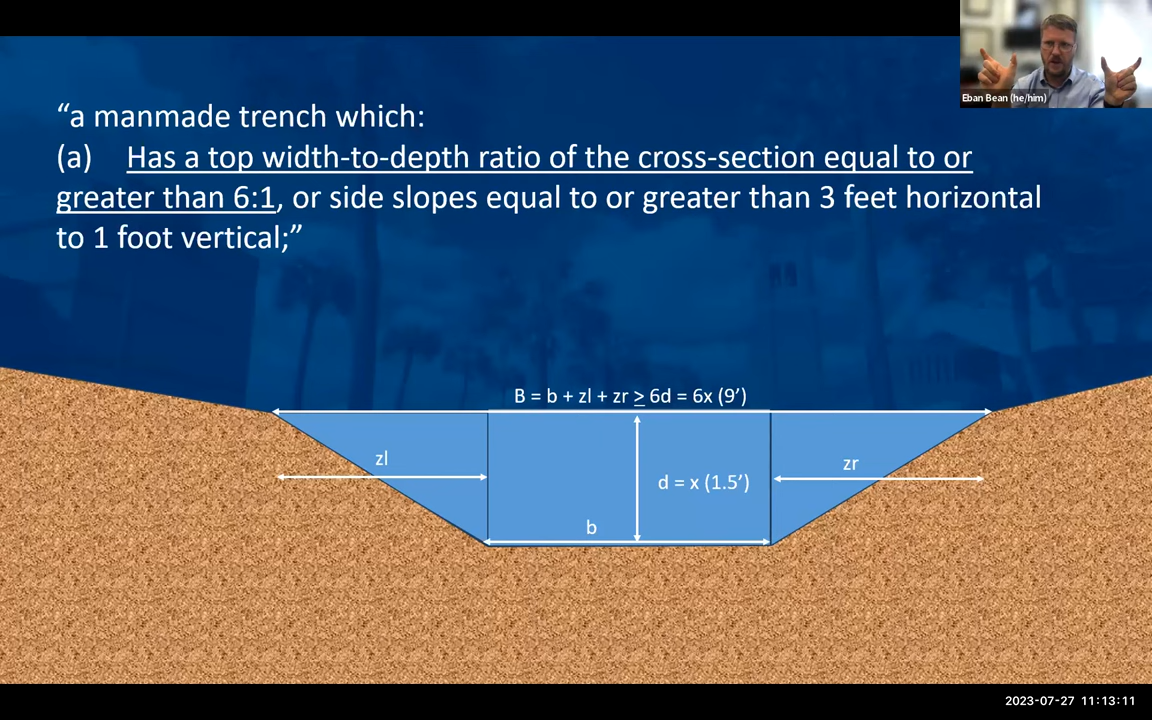 Eban Bean (he/him)
“a manmade trench which:
(a) Has a top width-to-depth ratio of the cross-section equal to or
greater than 6:1, or side slopes equal to or greater than 3 feet horizontal
to 1 foot vertical;”
B = b + zl + zr ≥ 6d = 6x (9’)
zl
zr
d = x (1.5’)
b
2023-07-27 11:13:11